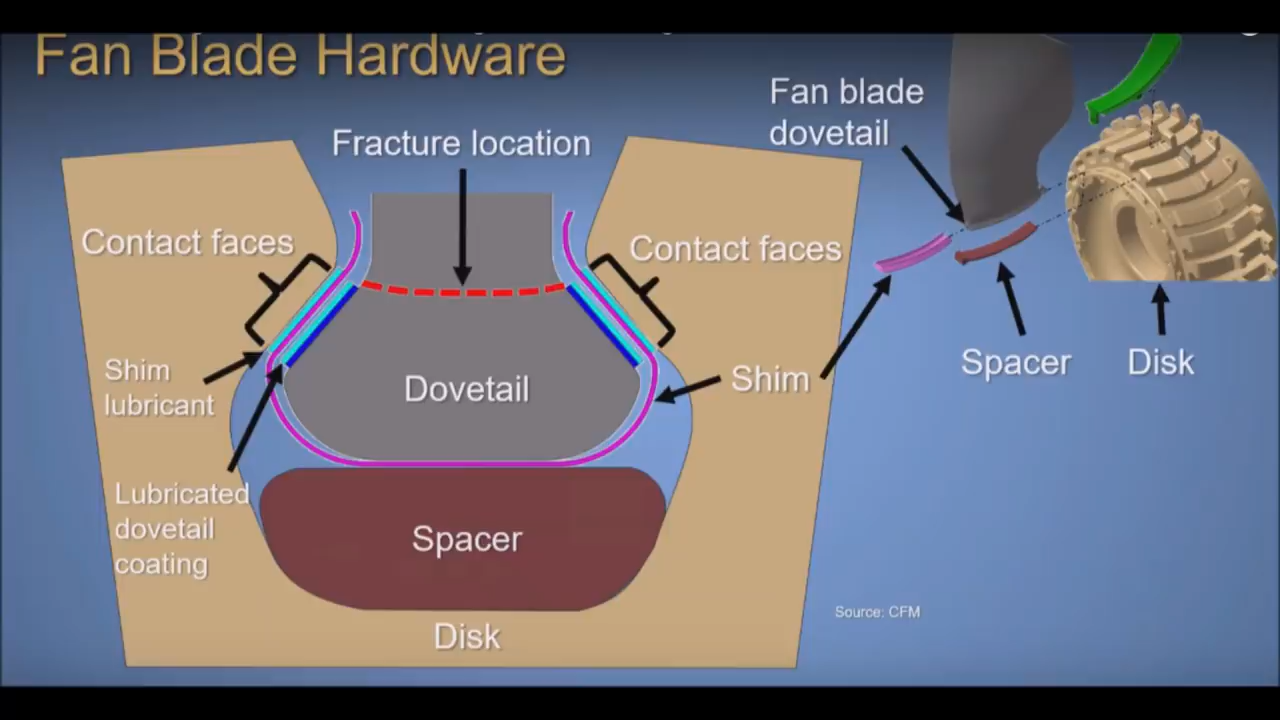 Fan Blade Hardware
Fracture location
Fan blade
dovetail
Contact faces
Contact faces
Shim
lubricant
Dovetail
Shim
Spacer
Disk
Lubricated
dovetail
coating
Spacer
Source: CFM
Disk